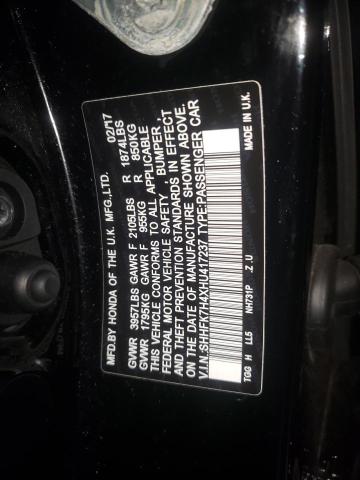 MFD.BY HONDA OF THE U.K. MFG.,LTD. 02/17
GVWR 3957LBS GAWR F 2105LBS R 1874LBS
GVWR 1795KG GAWR F 955KG R 850KG
THIS VEHICLE CONFORMS TO ALL APPLICABLE
FEDERAL MOTOR VEHICLE SAFETY , BUMPER ,
AND THEFT PREVENTION STANDARDS IN EFFECT
ON THE DATE OF MANUFACTURE SHOWN ABOVE.
V.I.N.:SHHFK7H4XHU417237 TYPE:PASSENGER CAR
TGG H LL5 NH731P .Z .U MADE IN U.K.